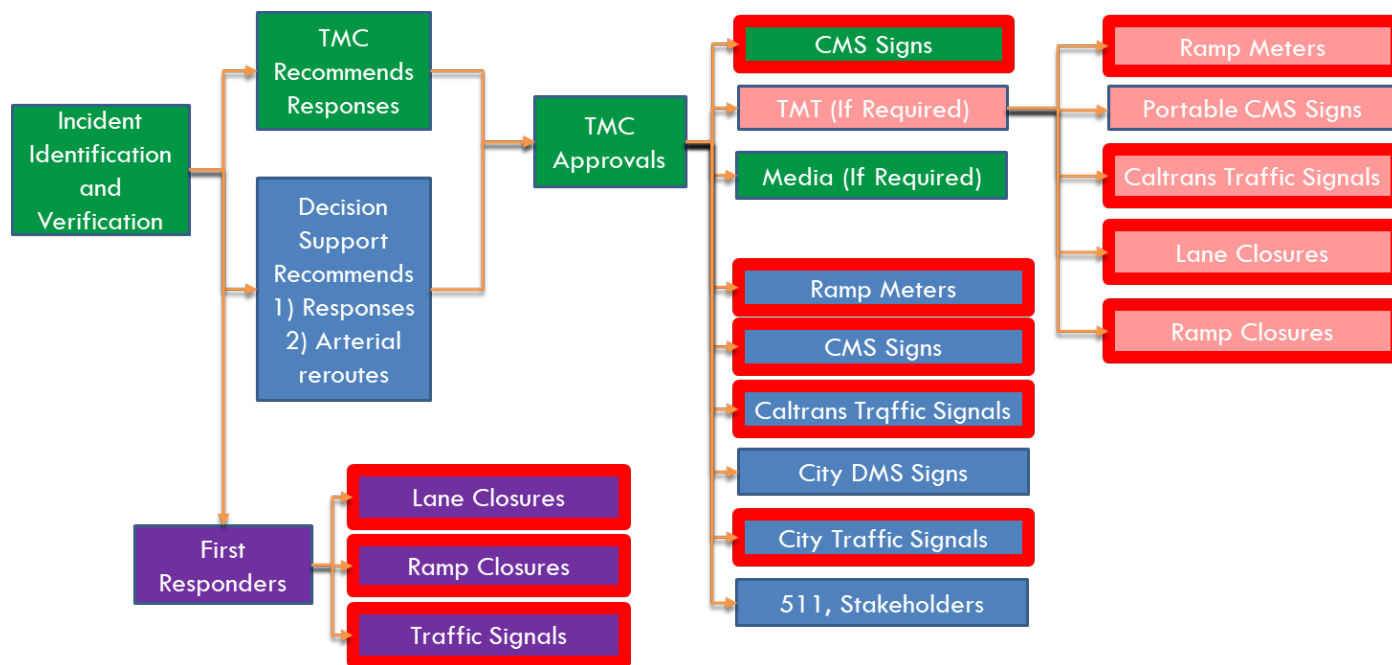 Incident
Identification
and
Verification
TMC
Recommends
Responses
Decision
Support
Recommends
1) Responses
2) Arterial
reroutes
First
Responders
Lane Closures
Ramp Closures
Traffic Signals
TMC
Approvals
CMS Signs
TMT (If Required)
Media (If Required)
Ramp Meters
CMS Signs
Caltrans Trqffic Signals
City DMS Signs
City Traffic Signals
511, Stakeholders
Ramp Meters
Portable CMS Signs
Caltrans Traffic Signals
Lane Closures
Ramp Closures